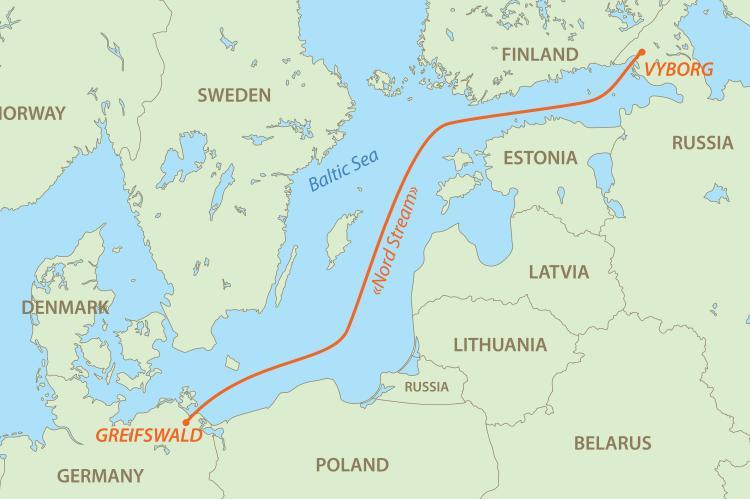 FINLAND
VYBORG
SWEDEN
ORWAY
RUSSIA
Baltic Sea
ESTONIA
«Nord Stream»
LATVIA
DENMARK
LITHUANIA
RUSSIA
GREIFSWALD
BELARUS
POLAND
GERMANY